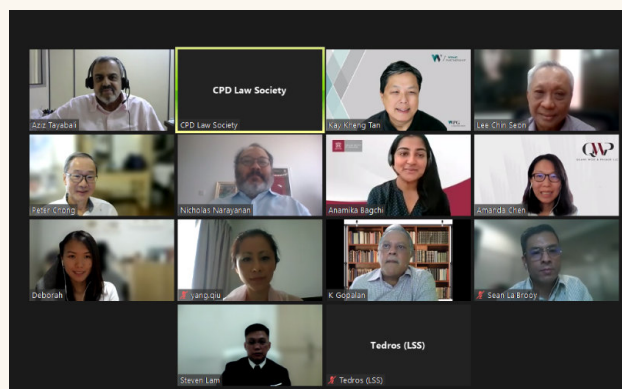 Aziz Tayabali
CPD Law Society
CPD Law Society
Kay Kheng Tan
Lee Chin Seon
Peter Chong
Nicholas Narayanan
Anamika Bagchi
QWP
Amanda Chen
Deborah
yang.qiu
K Gopalan
Sean La Brooy
Steven Lam
Tedros (LSS)
Tedros (LSS)